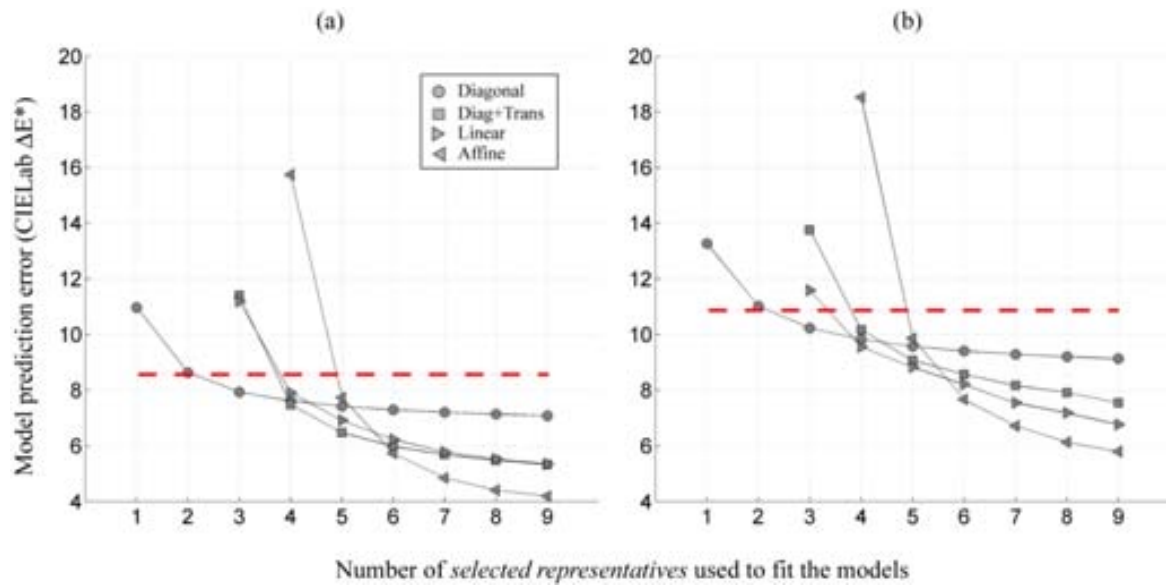 (a)
(b)
Model prediction error (CIELab ΔE*)
20
18
16
14
12
10
8
6
4
Diagonal
Diag+Trans
Linear
Affine
1 2 3 4 5 6 7 8 9
20
18
16
14
12
10
8
6
4
1 2 3 4 5 6 7 8 9
Number of selected representatives used to fit the models